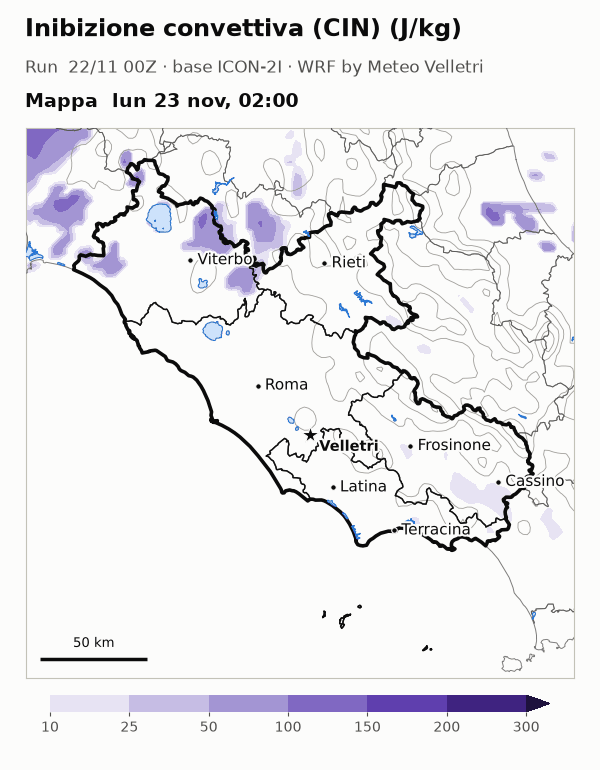 Inibizione convettiva (CIN) (J/kg)
Run 22/11 00Z · base ICON-2I · WRF by Meteo Velletri
Mappa lun 23 nov, 02:00
Viterbo
Rieti
Roma
Velletri
Frosinone
Latina
Cassino
Terracina
50 km
10 25 50 100 150 200 300